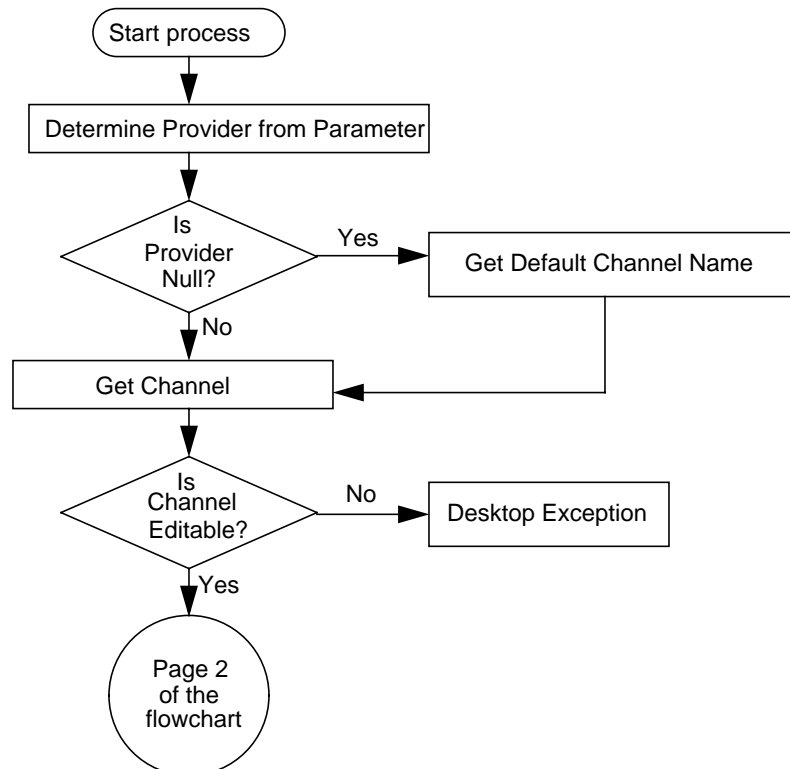 Start process
Determine Provider from Parameter
Is
Provider
Null?
Yes
Get Default Channel Name
No
Get Channel
Is
Channel
Editable?
No
Desktop Exception
Yes
Page 2
of the
flowchart